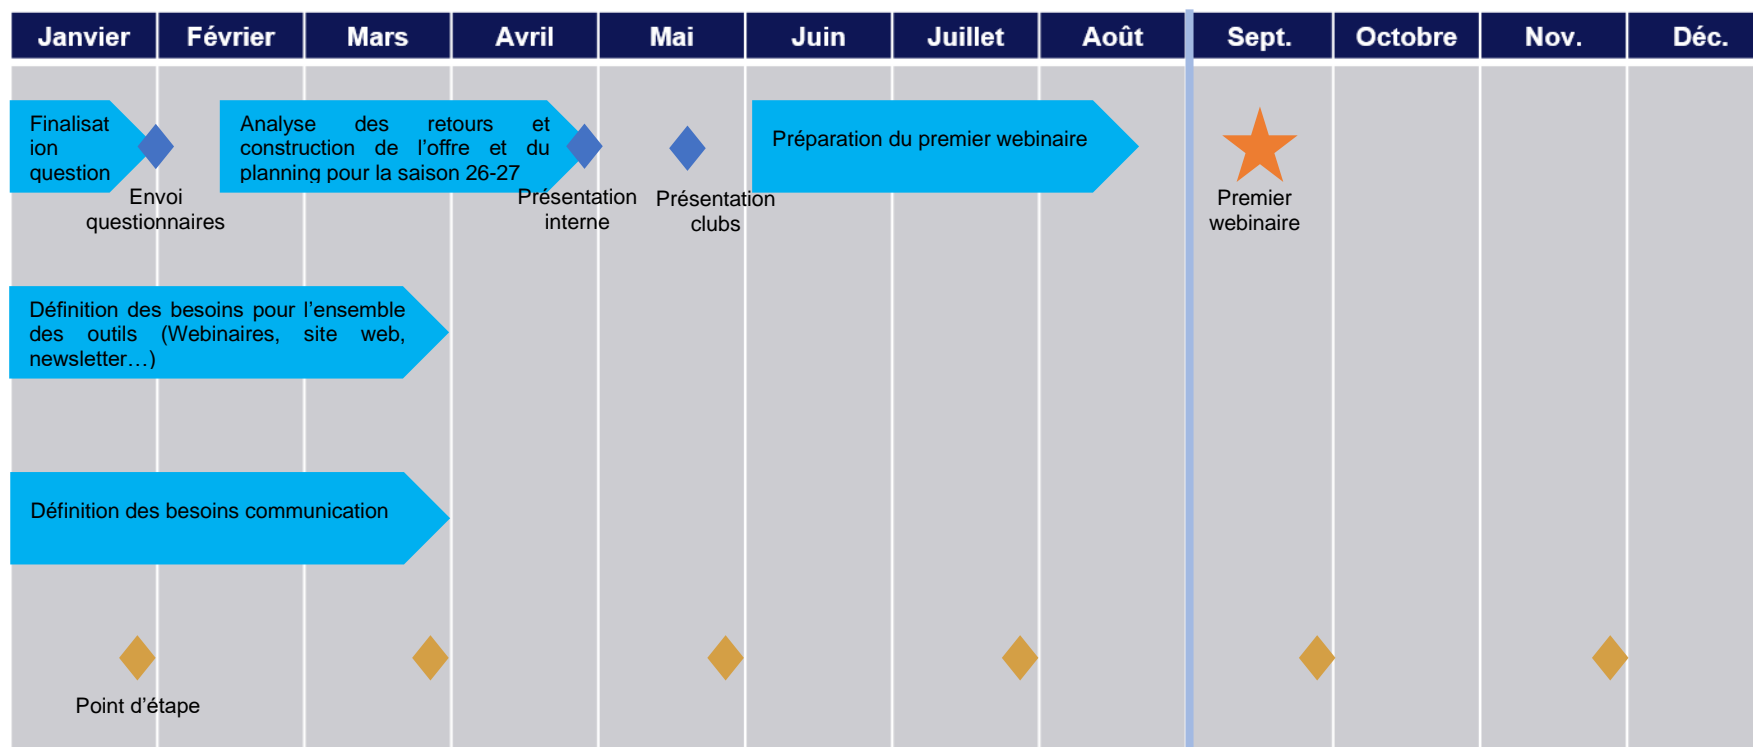 Janvier Février Mars Avril Mai Juin Juillet Août Sept. Octobre Nov. Déc.
Finalisat
ion
question
Analyse des retours et
construction de l’offre et du
planning pour la saison 26-27
Préparation du premier webinaire
Envoi
questionnaires
Présentation
interne
Présentation
clubs
Premier
webinaire
Définition des besoins pour l’ensemble
des outils (Webinaires, site web,
newsletter…)
Définition des besoins communication
Point d’étape